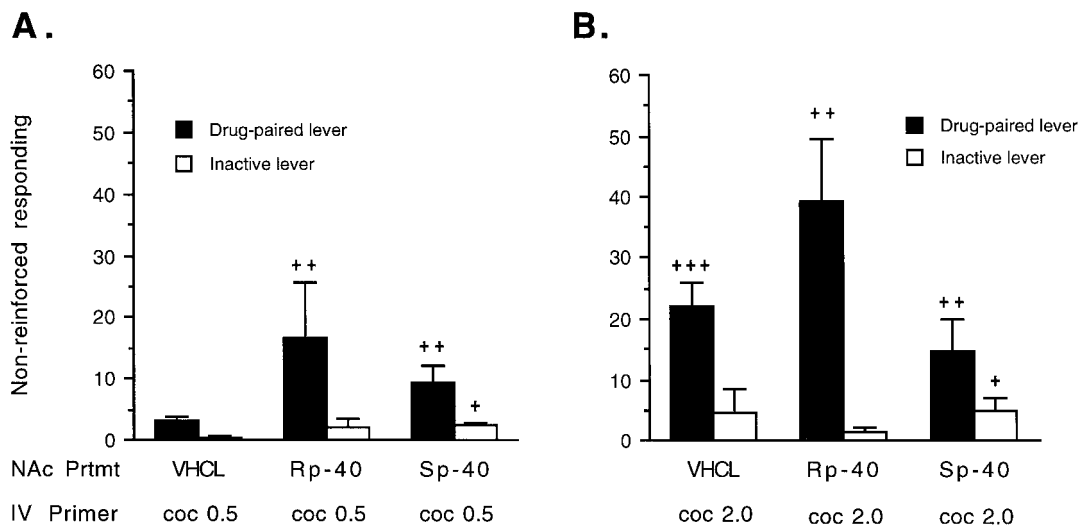 A.
60
50
40
30
20
10
0
Non-reinforced responding
Drug-paired lever
Inactive lever
++
++
+
NAc Prtmt VHCL Rp-40 Sp-40
IV Primer coc 0.5 coc 0.5 coc 0.5
B.
60
50
40
30
20
10
0
Drug-paired lever
Inactive lever
+++
++
++
+
VHCL Rp-40 Sp-40
coc 2.0 coc 2.0 coc 2.0